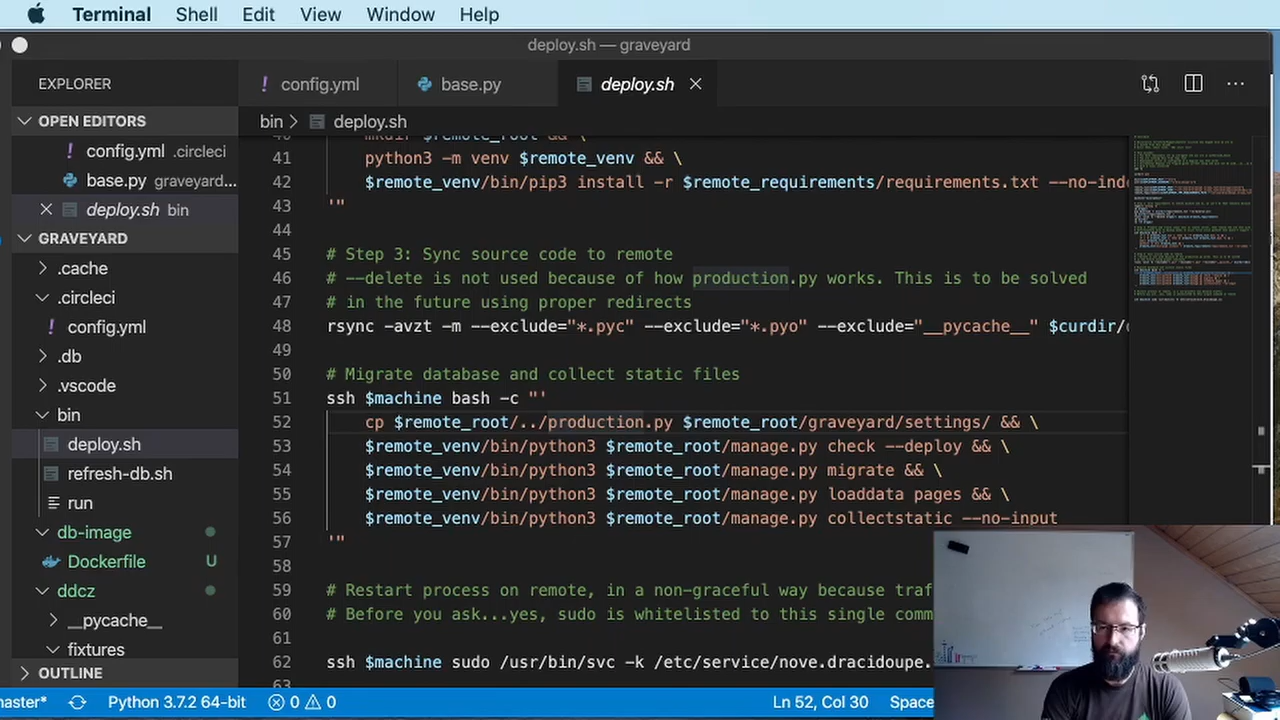 Terminal Shell Edit View Window Help
deploy.sh — graveyard
EXPLORER
config.yml
base.py
deploy.sh
OPEN EDITORS
config.yml .circleci
base.py graveyard...
deploy.sh bin
GRAVEYARD
.cache
.circleci
config.yml
.db
.vscode
bin
deploy.sh
refresh-db.sh
run
db-image
Dockerfile U
ddcz
__pycache__
fixtures
OUTLINE
bin > deploy.sh
40 mkdir $remote_root && \
41 python3 -m venv $remote_venv && \
42 $remote_venv/bin/pip3 install -r $remote_requirements/requirements.txt --no-ind
43 '"
44
45 # Step 3: Sync source code to remote
46 # --delete is not used because of how production.py works. This is to be solved
47 # in the future using proper redirects
48 rsync -avzt -m --exclude="*.pyc" --exclude="*.pyo" --exclude="__pycache__" $curdir/
49
50 # Migrate database and collect static files
51 ssh $machine bash -c "'
52 cp $remote_root/../production.py $remote_root/graveyard/settings/ && \
53 $remote_venv/bin/python3 $remote_root/manage.py check --deploy && \
54 $remote_venv/bin/python3 $remote_root/manage.py migrate && \
55 $remote_venv/bin/python3 $remote_root/manage.py loaddata pages && \
56 $remote_venv/bin/python3 $remote_root/manage.py collectstatic --no-input
57 '"
58
59 # Restart process on remote, in a non-graceful way because traf
60 # Before you ask...yes, sudo is whitelisted to this single comm
61
62 ssh $machine sudo /usr/bin/svc -k /etc/service/nove.dracidoupe.
63
master* Python 3.7.2 64-bit 0 0 Ln 52, Col 30 Space